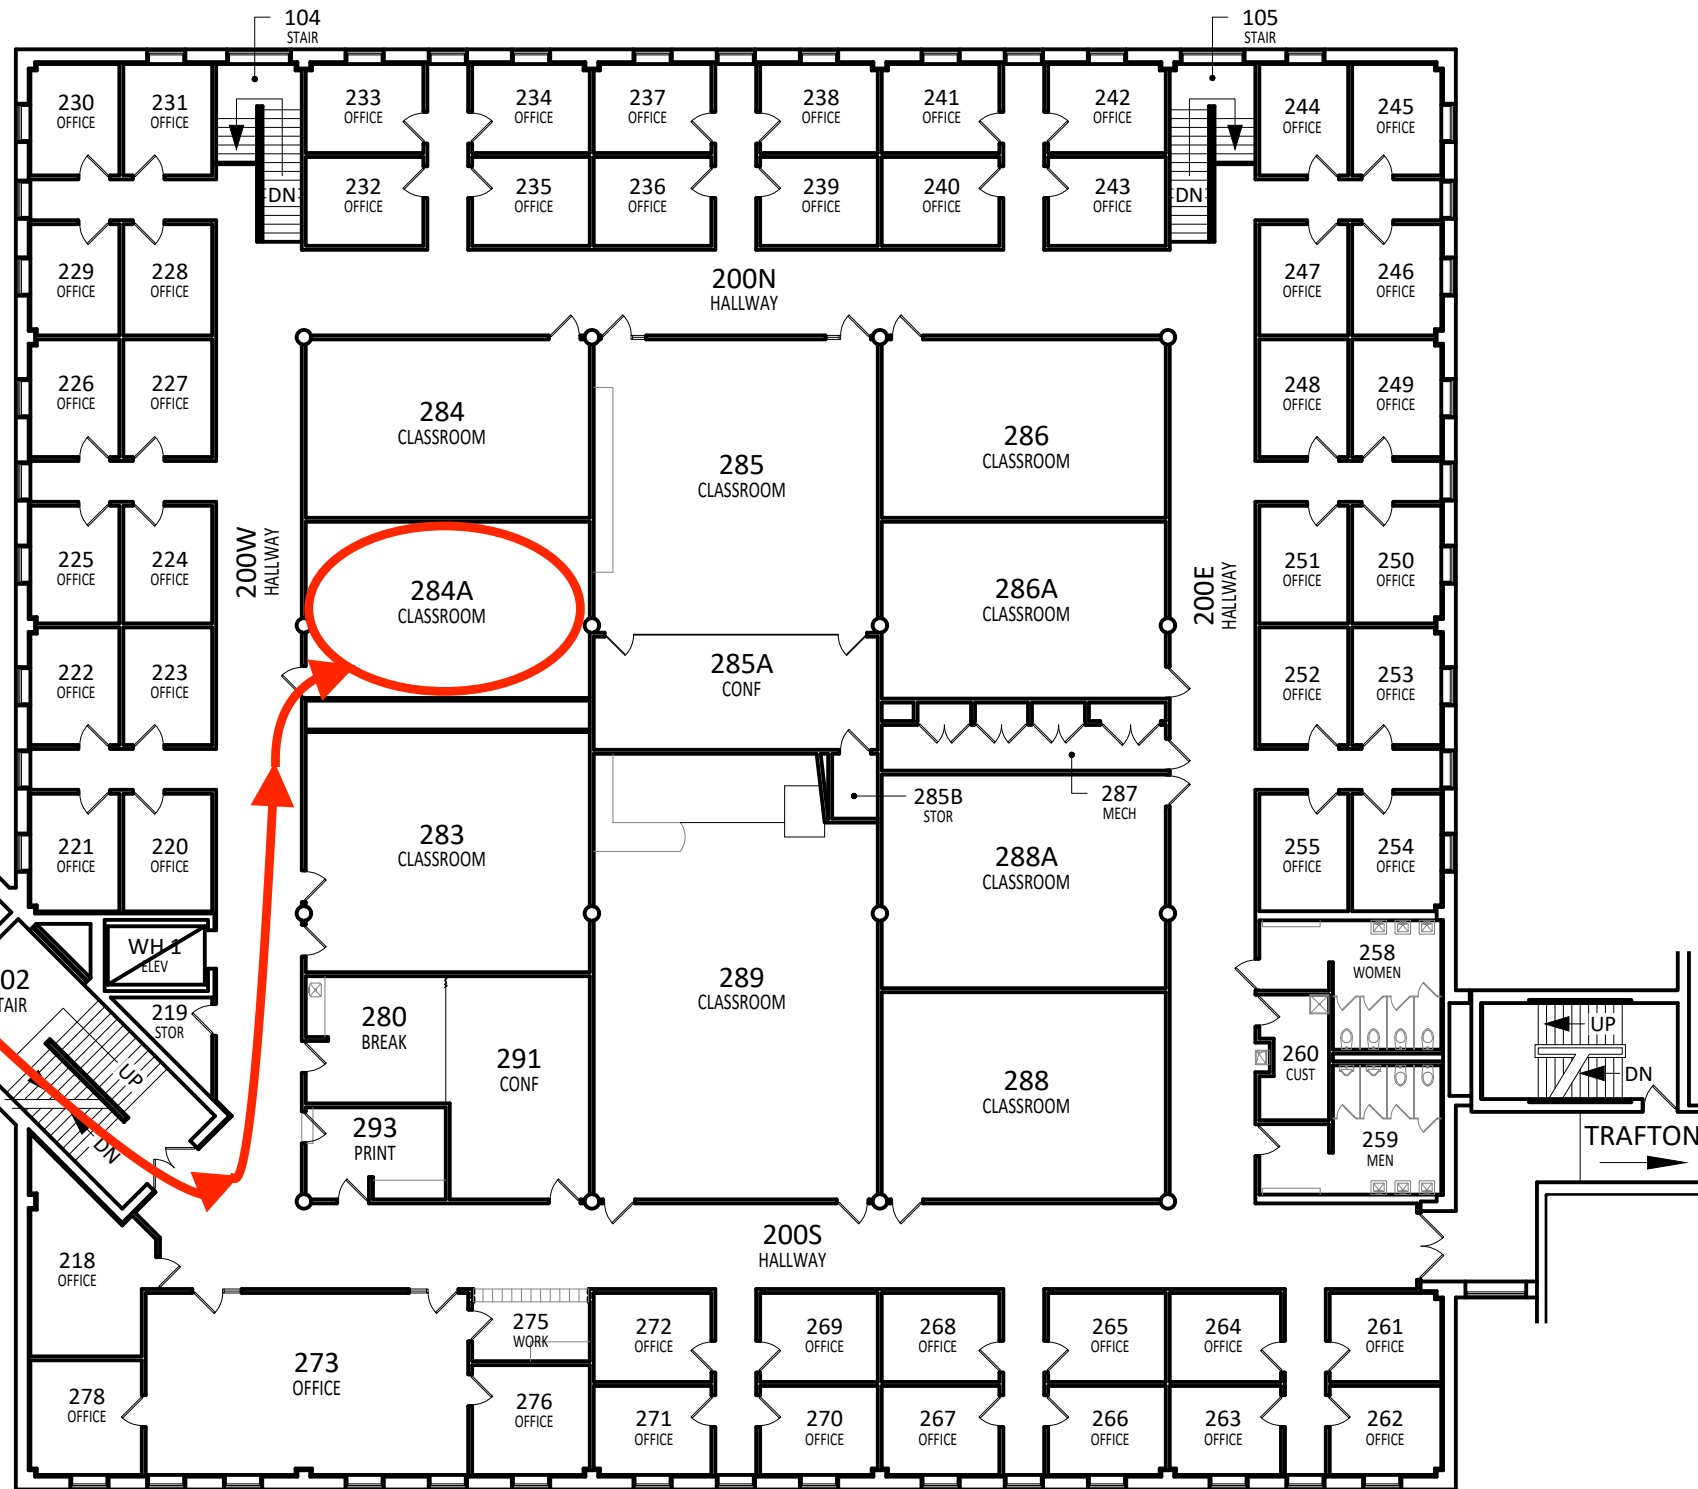 104
STAIR
105
STAIR
230
OFFICE
231
OFFICE
233
OFFICE
234
OFFICE
237
OFFICE
238
OFFICE
241
OFFICE
242
OFFICE
244
OFFICE
245
OFFICE
DN
232
OFFICE
235
OFFICE
236
OFFICE
239
OFFICE
240
OFFICE
243
OFFICE
DN
229
OFFICE
228
OFFICE
200N
HALLWAY
247
OFFICE
246
OFFICE
226
OFFICE
227
OFFICE
284
CLASSROOM
285
CLASSROOM
286
CLASSROOM
248
OFFICE
249
OFFICE
225
OFFICE
224
OFFICE
200W
HALLWAY
284A
CLASSROOM
286A
CLASSROOM
200E
HALLWAY
251
OFFICE
250
OFFICE
222
OFFICE
223
OFFICE
285A
CONF
252
OFFICE
253
OFFICE
221
OFFICE
220
OFFICE
283
CLASSROOM
285B
STOR
287
MECH
288A
CLASSROOM
255
OFFICE
254
OFFICE
WH 1
ELEV
02
TAIR
219
STOR
280
BREAK
291
CONF
289
CLASSROOM
258
WOMEN
UP
DN
293
PRINT
288
CLASSROOM
260
CUST
259
MEN
UP
DN
TRAFTON
218
OFFICE
200S
HALLWAY
278
OFFICE
273
OFFICE
275
WORK
276
OFFICE
272
OFFICE
269
OFFICE
268
OFFICE
265
OFFICE
264
OFFICE
261
OFFICE
271
OFFICE
270
OFFICE
267
OFFICE
266
OFFICE
263
OFFICE
262
OFFICE